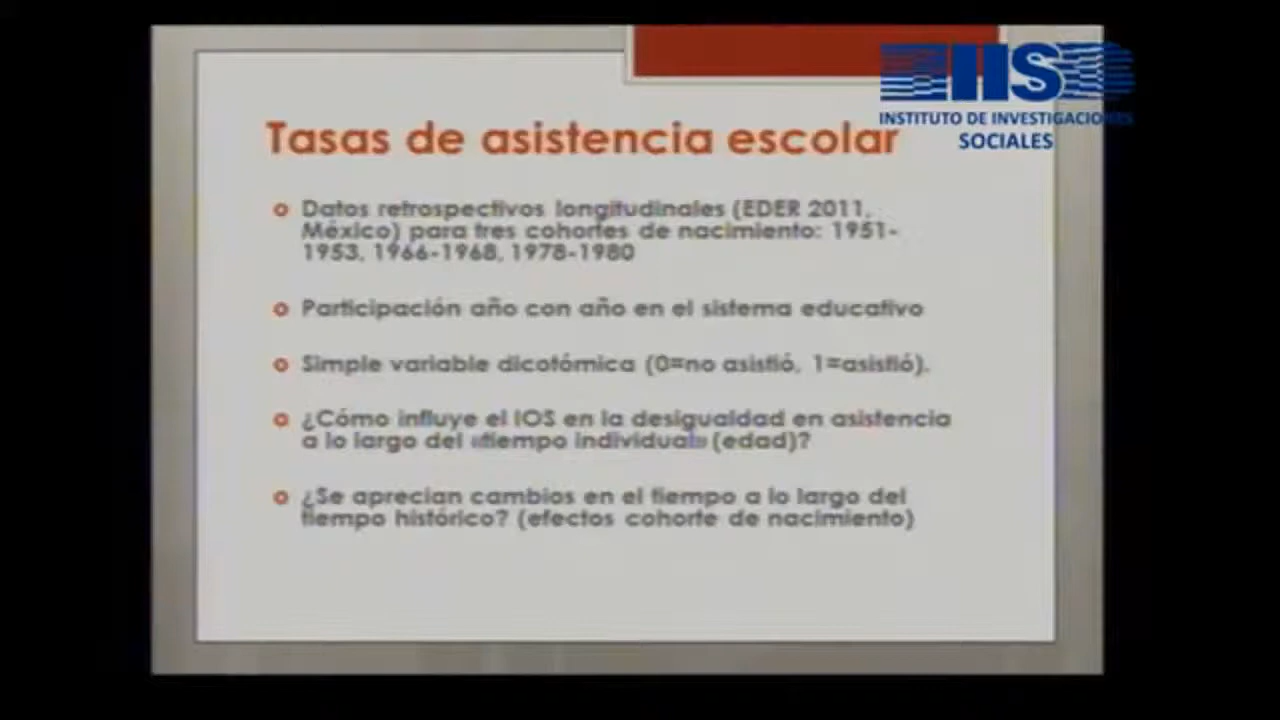 IIS
INSTITUTO DE INVESTIGACIONES
SOCIALES
Tasas de asistencia escolar
Datos retrospectivos longitudinales (EDER 2011,
México) para tres cohortes de nacimiento: 1951-
1953, 1966-1968, 1978-1980
Participación año con año en el sistema educativo
Simple variable dicotómica (0=no asistió, 1=asistió).
¿Cómo influye el IOS en la desigualdad en asistencia
a lo largo del «tiempo individual» (edad)?
¿Se aprecian cambios en el tiempo a lo largo del
tiempo histórico? (efectos cohorte de nacimiento)